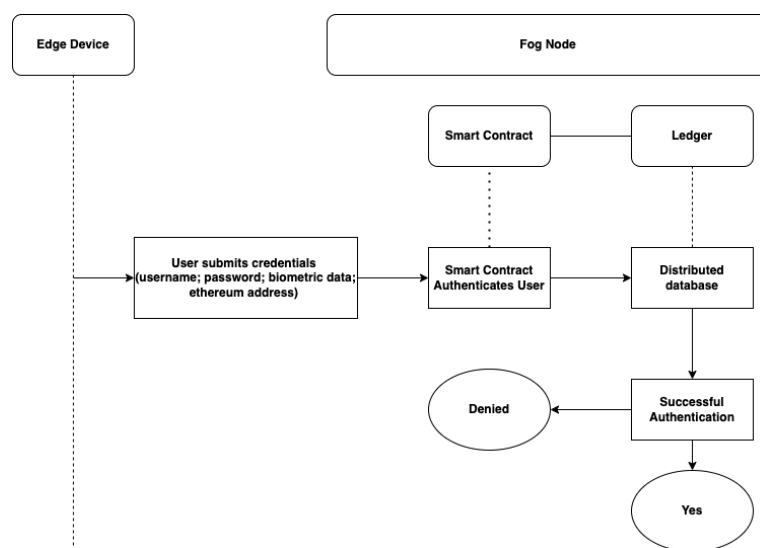 Edge Device
Fog Node
Smart Contract
Ledger
User submits credentials
(username; password; biometric data;
ethereum address)
Smart Contract
Authenticates User
Distributed
database
Successful
Authentication
Denied
Yes